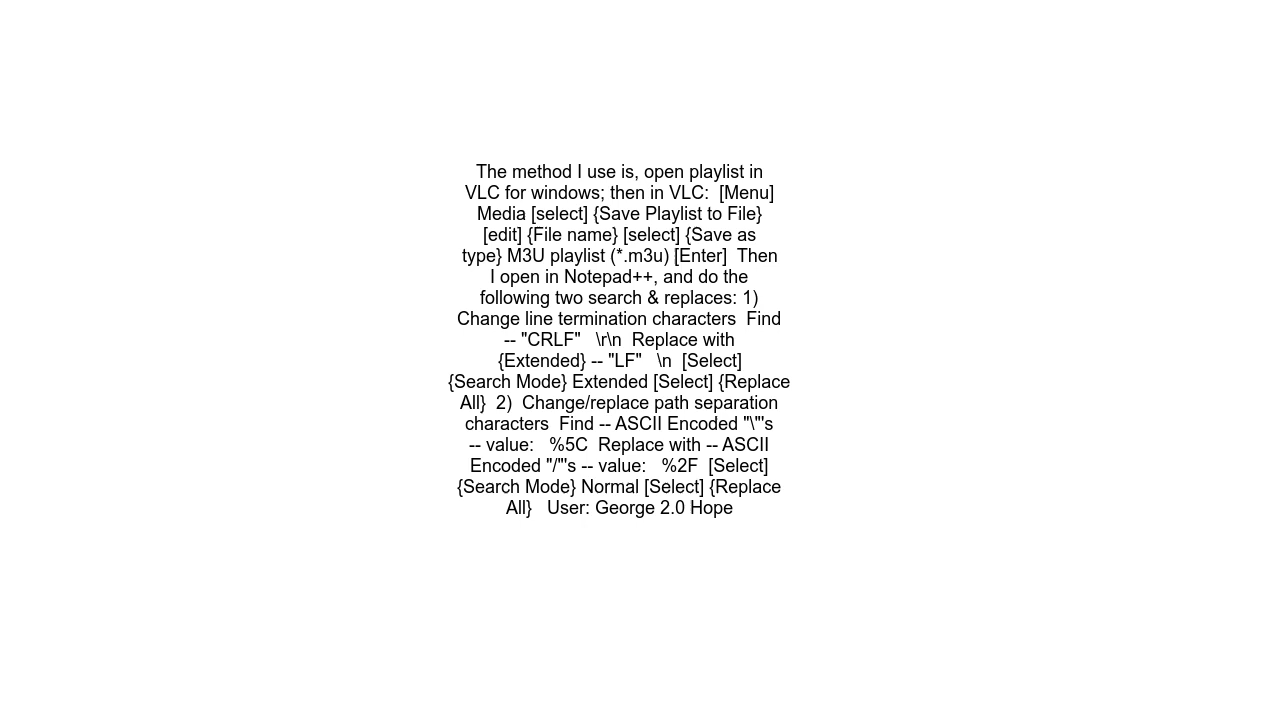 The method I use is, open playlist in
VLC for windows; then in VLC:  [Menu]
Media [select] {Save Playlist to File}
[edit] {File name} [select] {Save as
type} M3U playlist (*.m3u) [Enter]  Then
I open in Notepad++, and do the
following two search & replaces: 1)
Change line termination characters  Find
-- "CRLF"   \r\n  Replace with
{Extended} -- "LF"   \n  [Select]
{Search Mode} Extended [Select] {Replace
All}  2)  Change/replace path separation
characters  Find -- ASCII Encoded "\"'s
-- value:   %5C  Replace with -- ASCII
Encoded "/"'s -- value:   %2F  [Select]
{Search Mode} Normal [Select] {Replace
All}   User: George 2.0 Hope